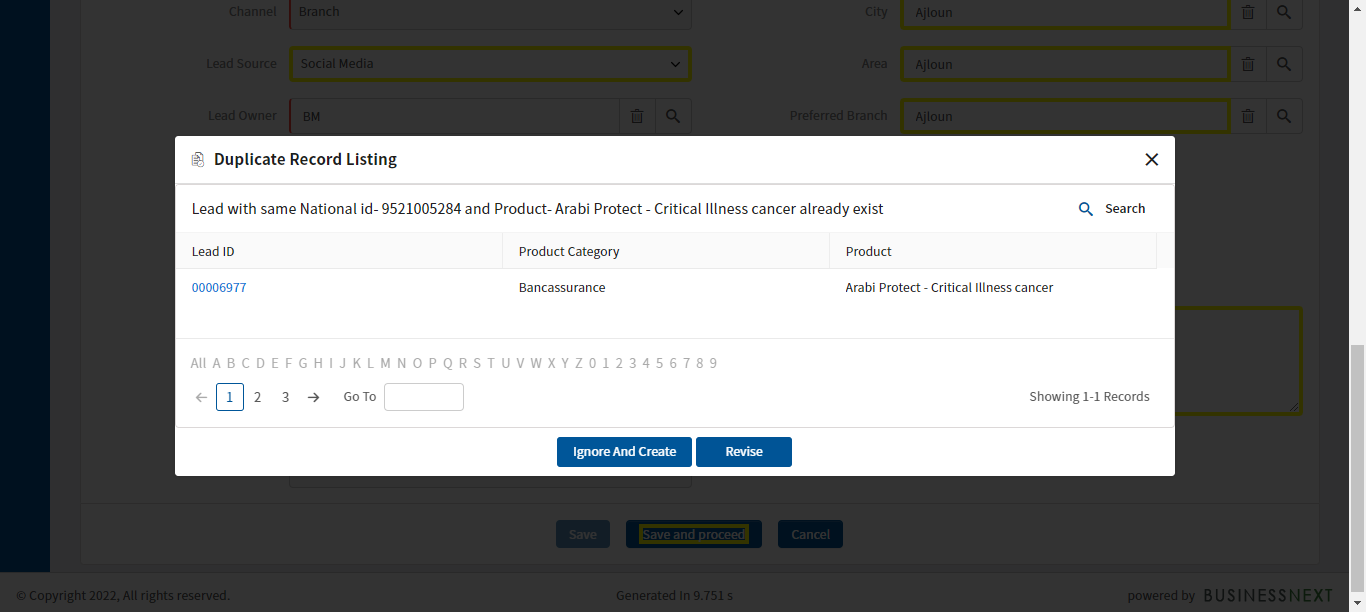 Channel Branch City Ajloun
Lead Source Social Media Area Ajloun
Lead Owner BM Preferred Branch Ajloun
Duplicate Record Listing
Lead with same National id- 9521005284 and Product- Arabi Protect - Critical Illness cancer already exist Search
Lead ID Product Category Product
00006977 Bancassurance Arabi Protect - Critical Illness cancer
All A B C D E F G H I J K L M N O P Q R S T U V W X Y Z 0 1 2 3 4 5 6 7 8 9
1 2 3 Go To Showing 1-1 Records
Ignore And Create Revise
Save Save and proceed Cancel
© Copyright 2022, All rights reserved. Generated In 9.751 s powered by BUSINESSNEXT